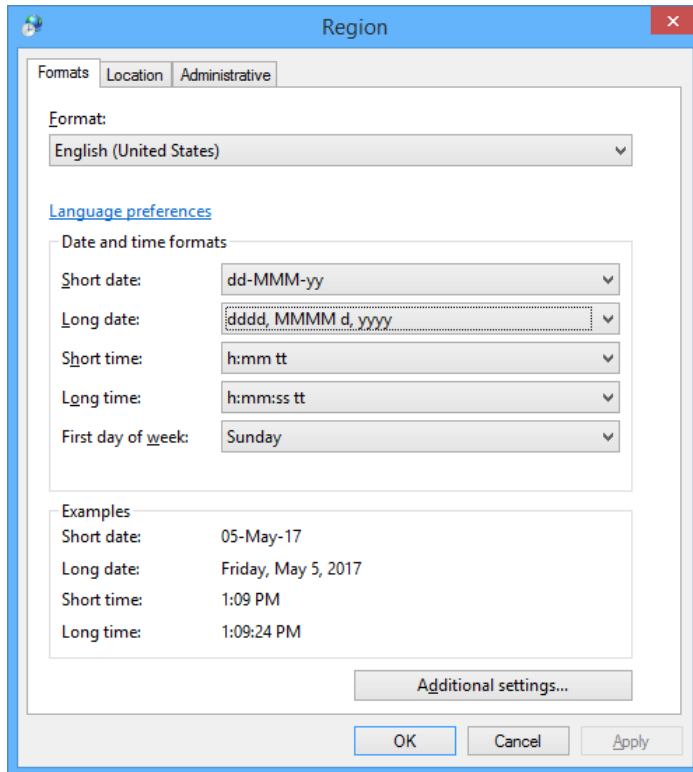 Region
Formats Location Administrative
Format:
English (United States)
Language preferences
Date and time formats
Short date: dd-MMM-yy
Long date: dddd, MMMM d, yyyy
Short time: h:mm tt
Long time: h:mm:ss tt
First day of week: Sunday
Examples
Short date: 05-May-17
Long date: Friday, May 5, 2017
Short time: 1:09 PM
Long time: 1:09:24 PM
Additional settings...
OK Cancel Apply